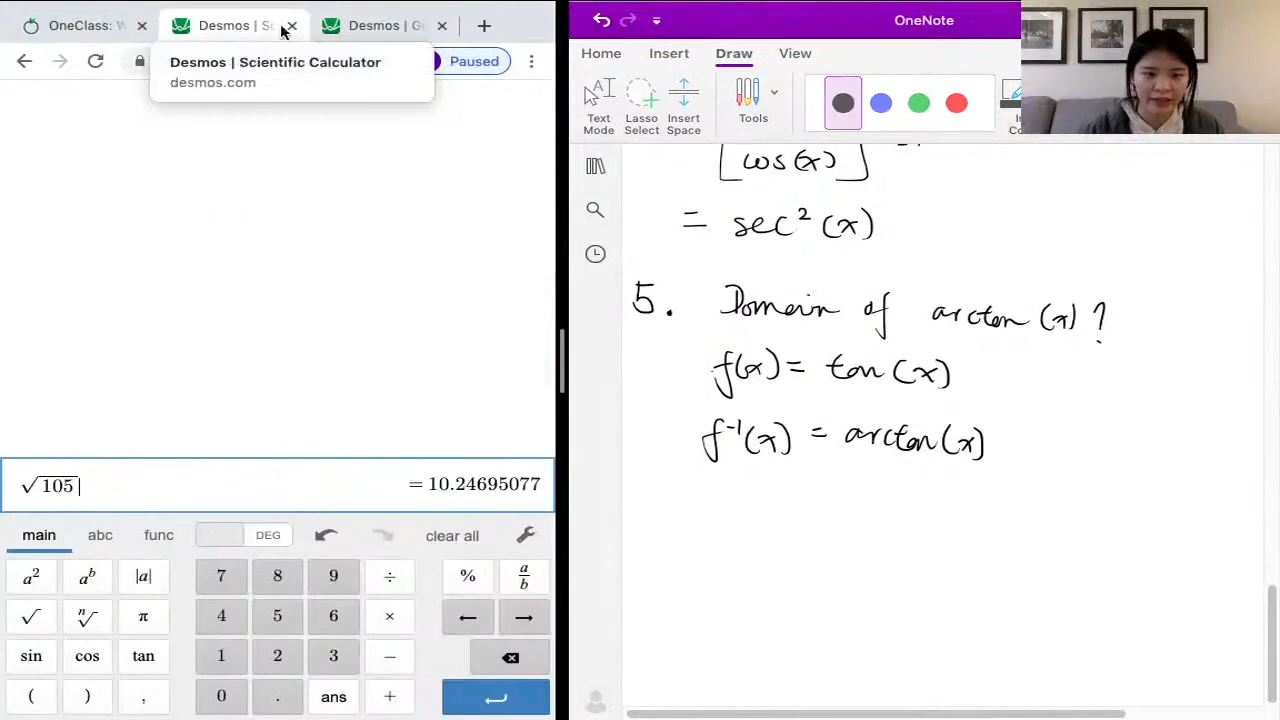 OneClass: W
Desmos | Sc
Desmos | G
Paused
Desmos | Scientific Calculator
desmos.com
√105 = 10.24695077
main abc func DEG clear all
a² aᵇ |a| 7 8 9 ÷ % a/b
√ ⁿ√ π 4 5 6 × ← →
sin cos tan 1 2 3 −
( ) , 0 . ans +
OneNote
Home Insert Draw View
Text Mode
Lasso Select
Insert Space
Tools
[cos(x)]
= sec² (x)
5. Domain of arctan (x) ?
f(x) = tan (x)
f⁻¹(x) = arctan(x)